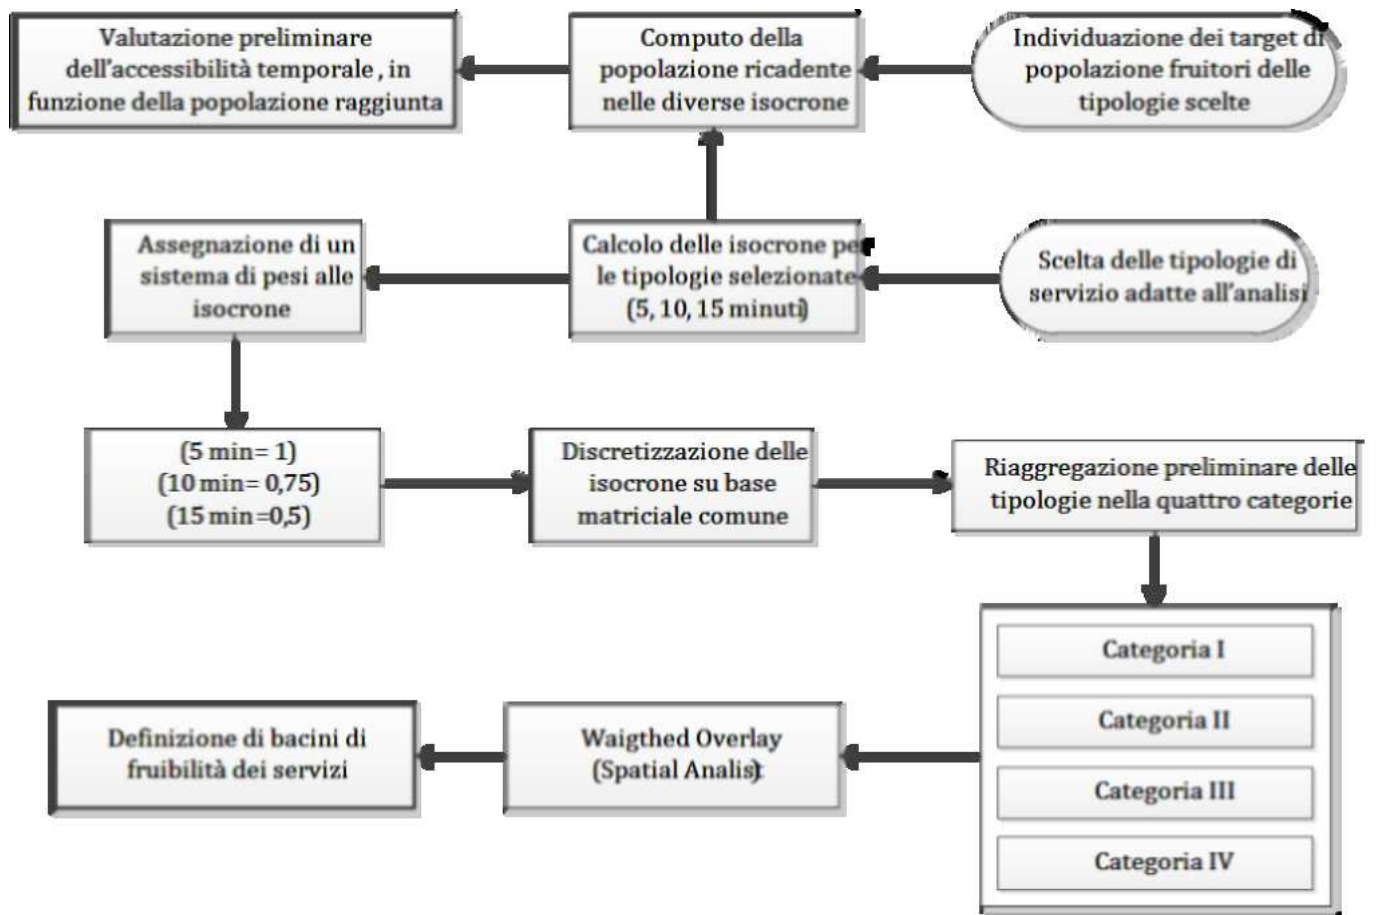 Valutazione preliminare
dell'accessibilità temporale , in
funzione della popolazione raggiunta
Computo della
popolazione ricadente
nelle diverse isocrone
Individuazione dei target di
popolazione fruitori delle
tipologie scelte
Assegnazione di un
sistema di pesi alle
isocrone
Calcolo delle isocrone pe
le tipologie selezionate
(5, 10, 15 minuti)
Scelta delle tipologie di
servizio adatte all'analisi
(5 min= 1)
(10 min= 0,75)
(15 min=0,5)
Discretizzazione delle
isocrone su base
matriciale comune
Riaggregazione preliminare delle
tipologie nella quattro categorie
Categoria I
Categoria II
Categoria III
Categoria IV
Waigthed Overlay
(Spatial Analist
Definizione di bacini di
fruibilità dei servizi